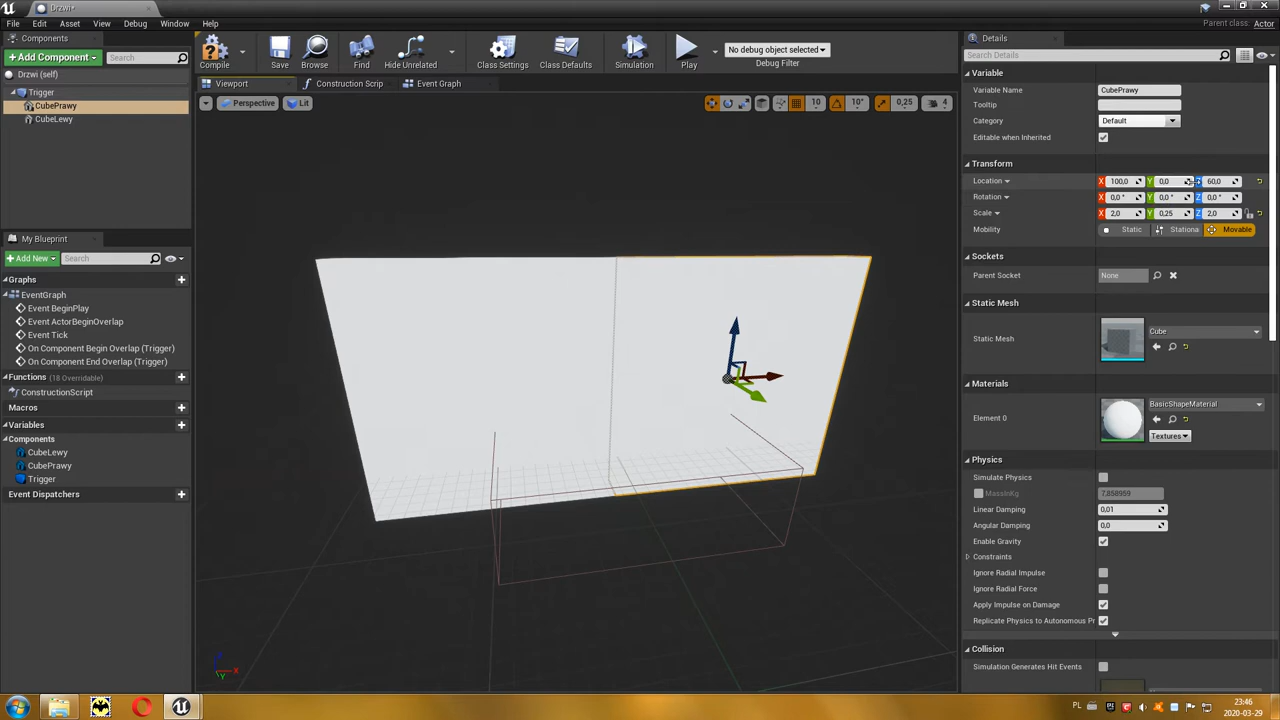 Drzwi*
File Edit Asset View Debug Window Help
Parent class: Actor
Components
+ Add Component
Search
Drzwi (self)
Trigger
CubePrawy
CubeLewy
My Blueprint
+ Add New
Search
Graphs
EventGraph
Event BeginPlay
Event ActorBeginOverlap
Event Tick
On Component Begin Overlap (Trigger)
On Component End Overlap (Trigger)
Functions (18 Overridable)
ConstructionScript
Macros
Variables
Components
CubeLewy
CubePrawy
Trigger
Event Dispatchers
Compile Save Browse Find Hide Unrelated Class Settings Class Defaults Simulation Play
No debug object selected
Debug Filter
Viewport Construction Scrip Event Graph
Perspective Lit
10 10° 0,25 4
Details
Search Details
Variable
Variable Name CubePrawy
Tooltip
Category Default
Editable when Inherited
Transform
Location X 100,0 Y 0,0 Z 60,0
Rotation X 0,0 ° Y 0,0 ° Z 0,0 °
Scale X 2,0 Y 0,25 Z 2,0
Mobility Static Stationa Movable
Sockets
Parent Socket None
Static Mesh
Static Mesh Cube
Materials
Element 0 BasicShapeMaterial
Textures
Physics
Simulate Physics
MassInKg 7,858959
Linear Damping 0,01
Angular Damping 0,0
Enable Gravity
Constraints
Ignore Radial Impulse
Ignore Radial Force
Apply Impulse on Damage
Replicate Physics to Autonomous Pr
Collision
Simulation Generates Hit Events
Z
X
Y
PL
23:46
2020-03-29